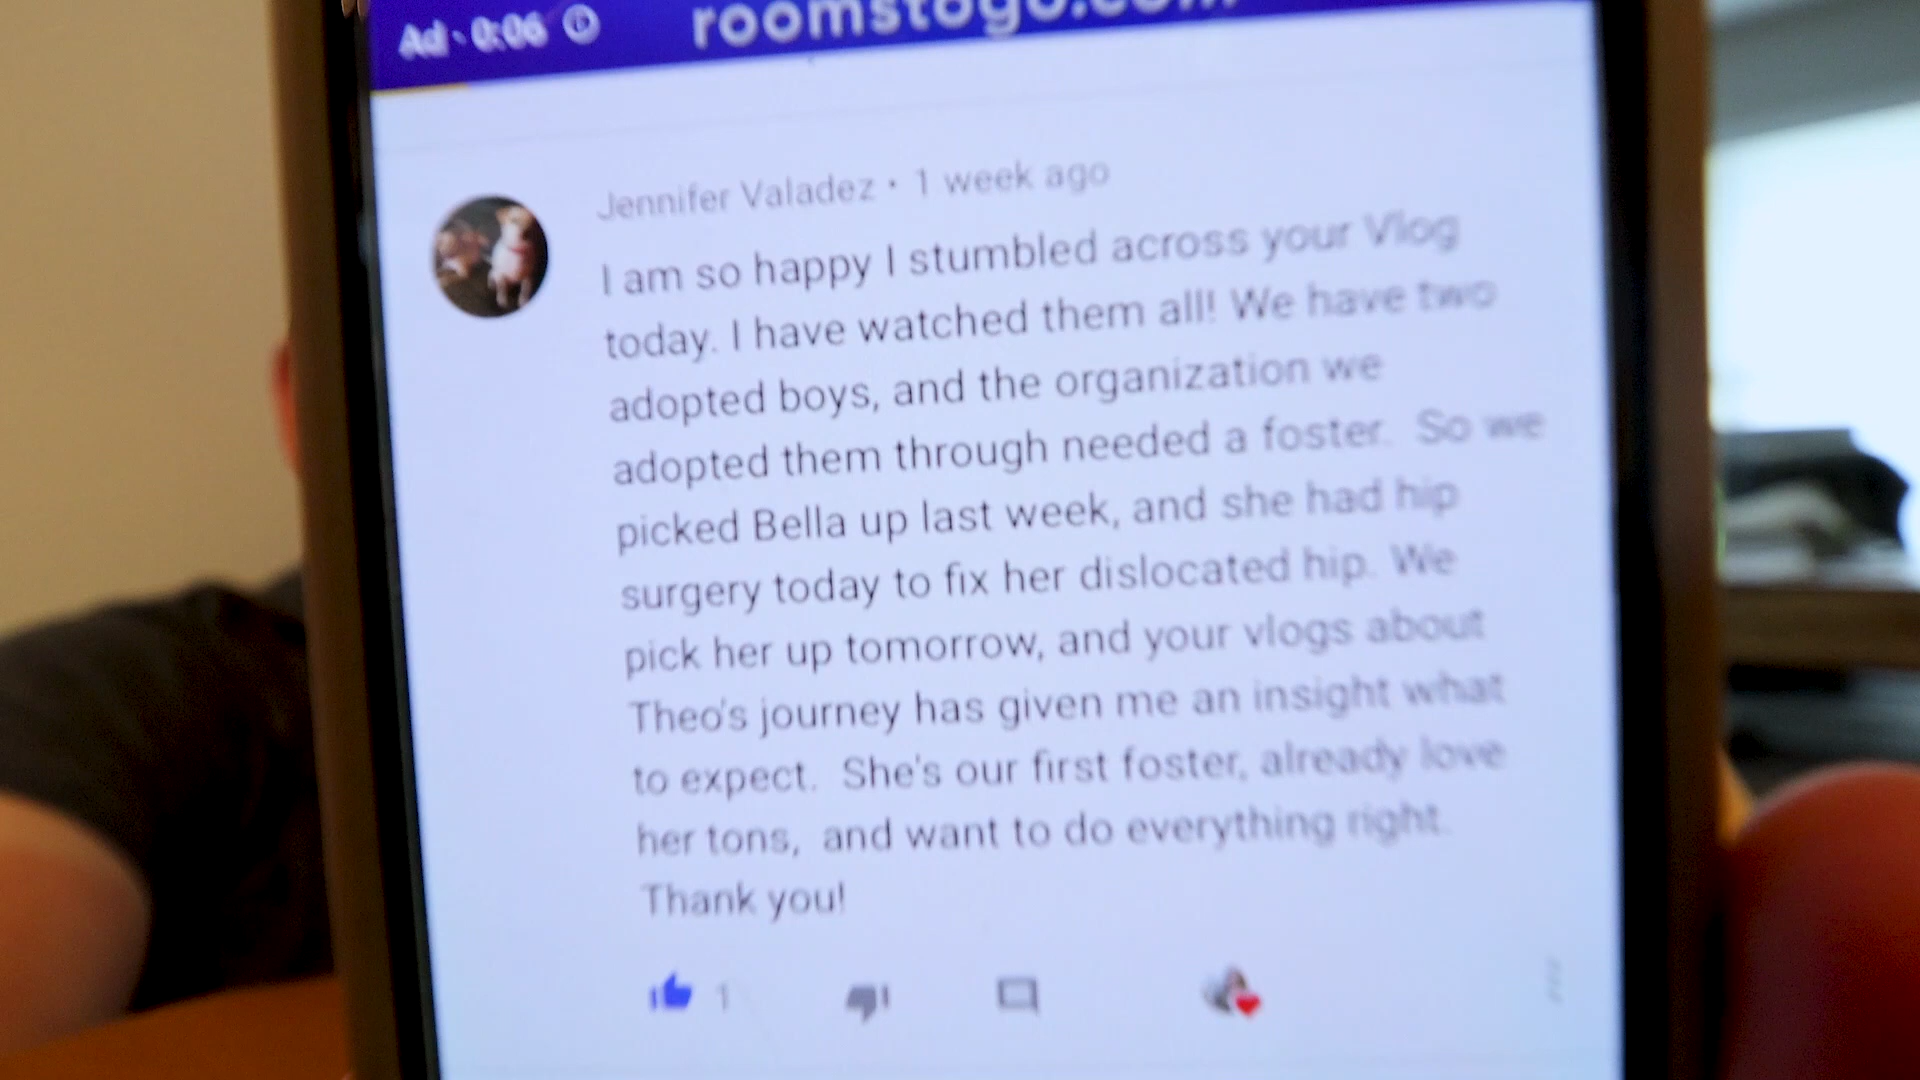 Ad · 0:06
roomstogo.com
Jennifer Valadez • 1 week ago
I am so happy I stumbled across your Vlog
today. I have watched them all! We have two
adopted boys, and the organization we
adopted them through needed a foster.  So we
picked Bella up last week, and she had hip
surgery today to fix her dislocated hip. We
pick her up tomorrow, and your vlogs about
Theo's journey has given me an insight what
to expect.  She's our first foster, already love
her tons,  and want to do everything right.
Thank you!
1